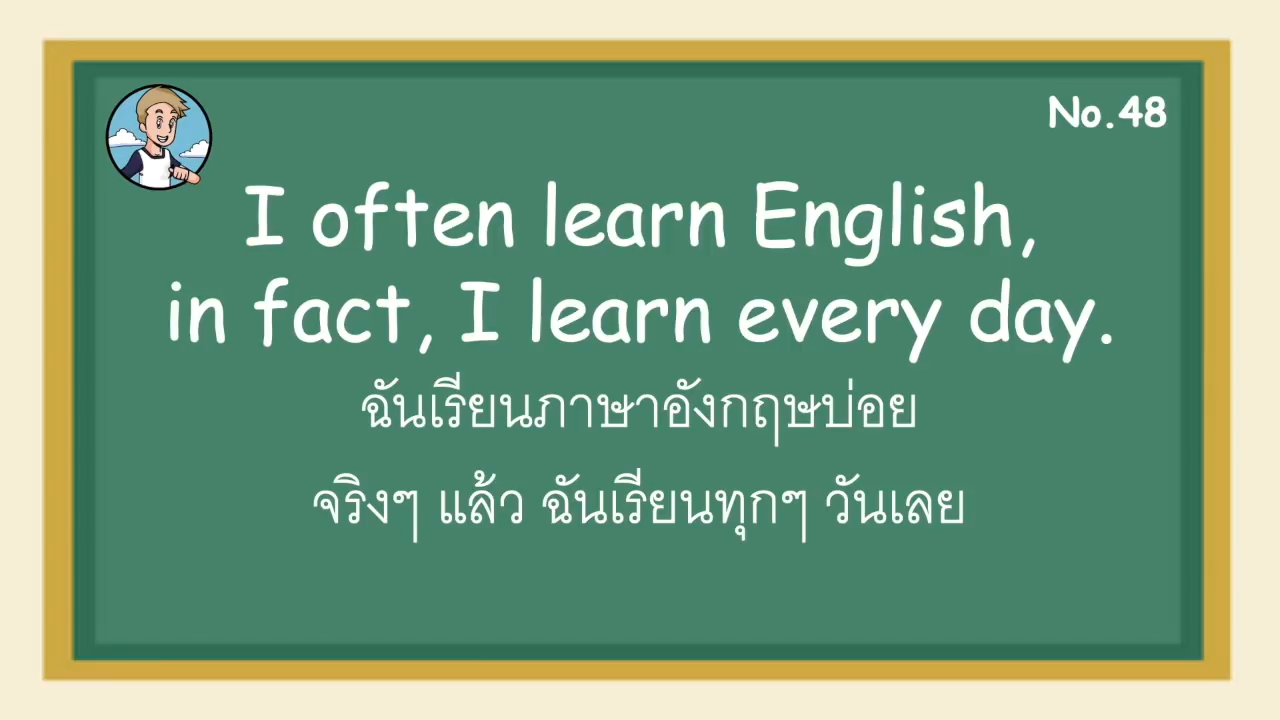 No.48
I often learn English,
in fact, I learn every day.
ฉันเรียนภาษาอังกฤษบ่อย
จริงๆ แล้ว ฉันเรียนทุกๆ วันเลย